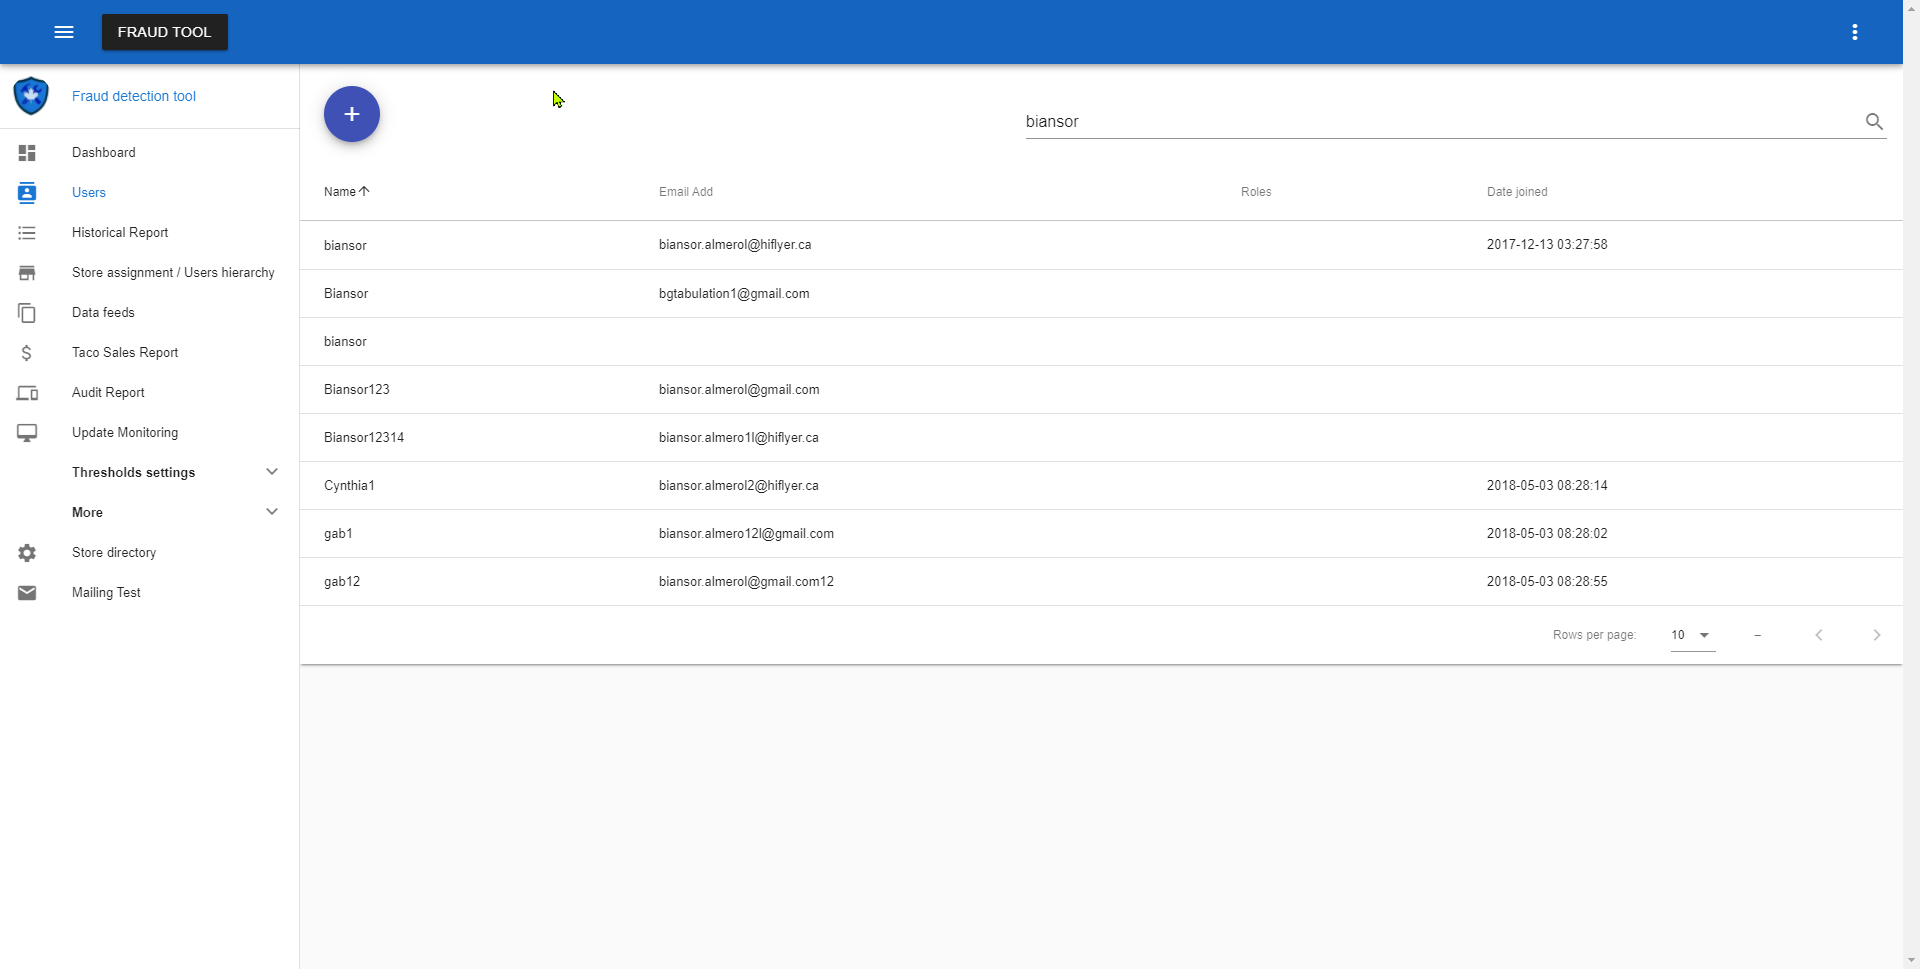 FRAUD TOOL
Fraud detection tool
Dashboard
Users
Historical Report
Store assignment / Users hierarchy
Data feeds
Taco Sales Report
Audit Report
Update Monitoring
Thresholds settings
More
Store directory
Mailing Test
biansor
Name Email Add Roles Date joined
biansor biansor.almerol@hiflyer.ca 2017-12-13 03:27:58
Biansor bgtabulation1@gmail.com
biansor
Biansor123 biansor.almerol@gmail.com
Biansor12314 biansor.almero1l@hiflyer.ca
Cynthia1 biansor.almerol2@hiflyer.ca 2018-05-03 08:28:14
gab1 biansor.almero12l@gmail.com 2018-05-03 08:28:02
gab12 biansor.almerol@gmail.com12 2018-05-03 08:28:55
Rows per page: 10 –